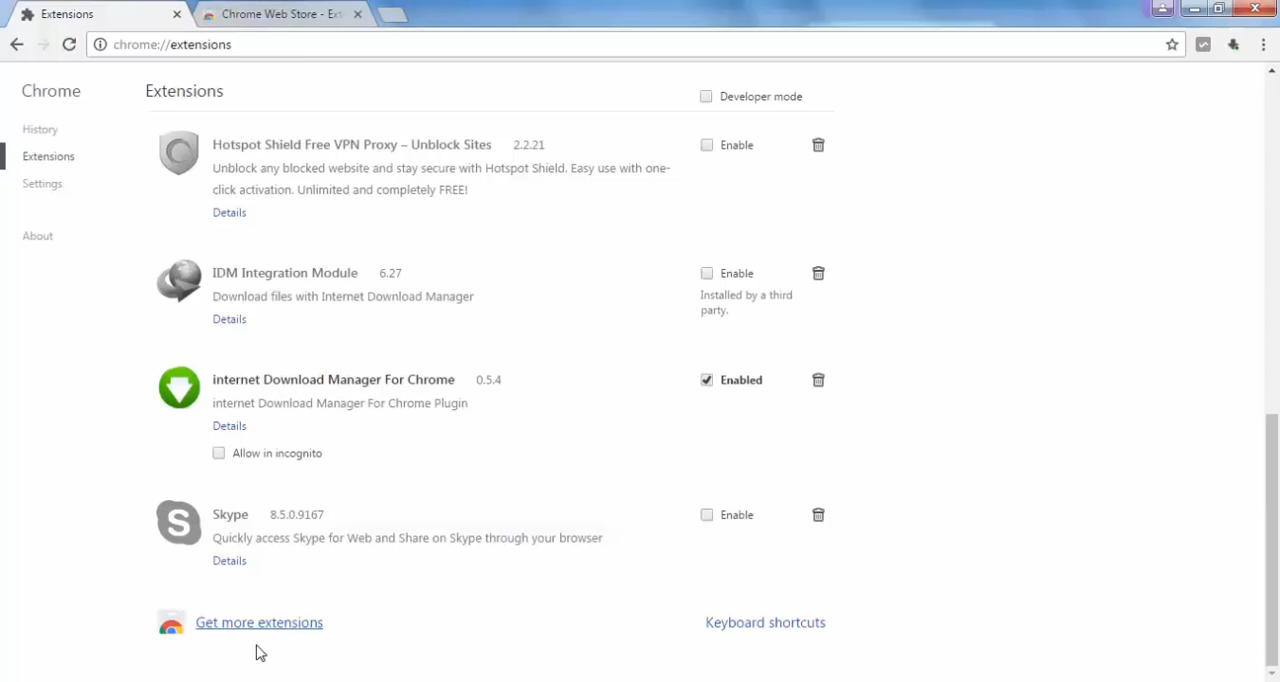 Extensions
Chrome Web Store - Ext
chrome://extensions
Chrome
History
Extensions
Settings
About
Extensions
Developer mode
Hotspot Shield Free VPN Proxy – Unblock Sites 2.2.21
Enable
Unblock any blocked website and stay secure with Hotspot Shield. Easy use with one-
click activation. Unlimited and completely FREE!
Details
IDM Integration Module 6.27
Enable
Download files with Internet Download Manager
Installed by a third
party.
Details
internet Download Manager For Chrome 0.5.4
Enabled
internet Download Manager For Chrome Plugin
Details
Allow in incognito
S
Skype 8.5.0.9167
Enable
Quickly access Skype for Web and Share on Skype through your browser
Details
Get more extensions
Keyboard shortcuts